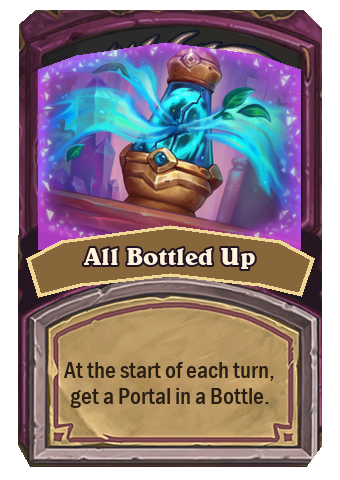 All Bottled Up
At the start of each turn,
get a Portal in a Bottle.